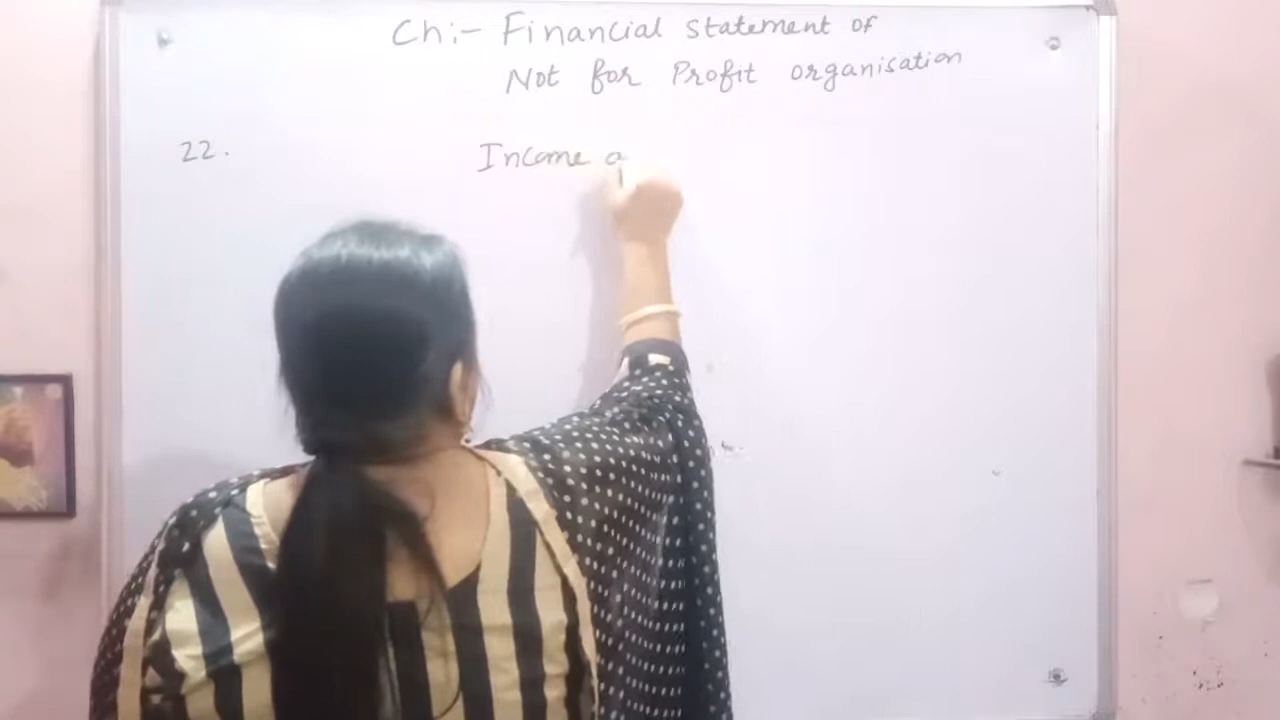 Ch:- Financial statement of
Not for Profit organisation
22. Income a